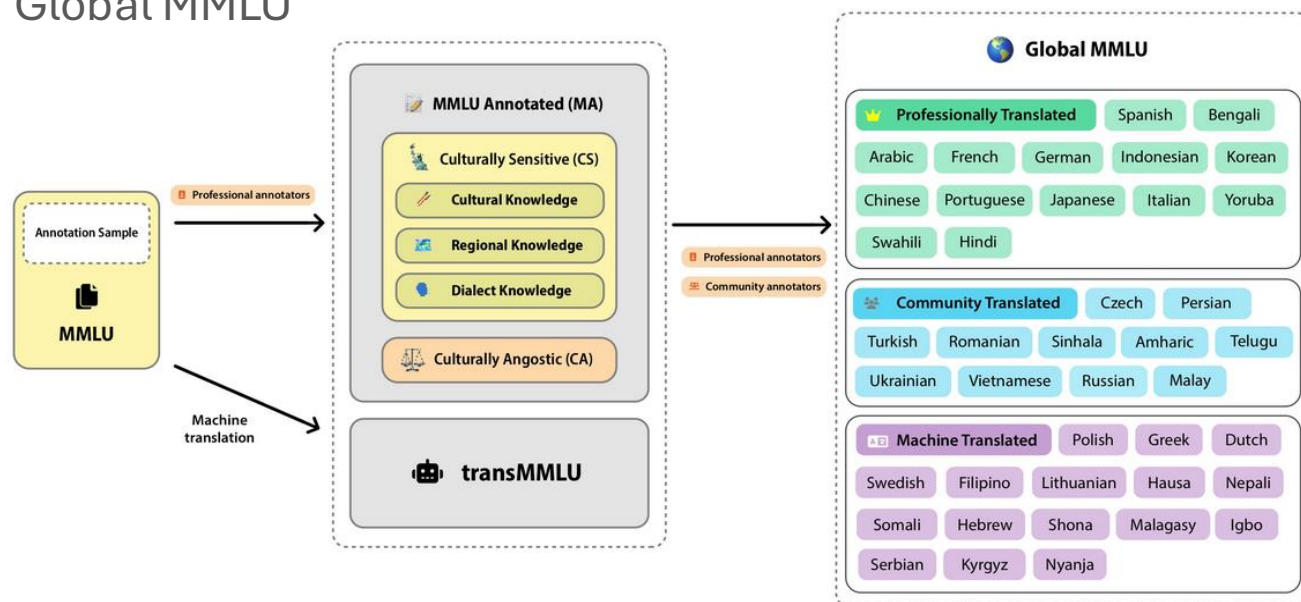 Global MMLU
Annotation Sample
MMLU
Professional annotators
Machine
translation
MMLU Annotated (MA)
Culturally Sensitive (CS)
Cultural Knowledge
Regional Knowledge
Dialect Knowledge
Culturally Angostic (CA)
transMMLU
Professional annotators
Community annotators
Global MMLU
Professionally Translated Spanish Bengali
Arabic French German Indonesian Korean
Chinese Portuguese Japanese Italian Yoruba
Swahili Hindi
Community Translated Czech Persian
Turkish Romanian Sinhala Amharic Telugu
Ukrainian Vietnamese Russian Malay
Machine Translated Polish Greek Dutch
Swedish Filipino Lithuanian Hausa Nepali
Somali Hebrew Shona Malagasy Igbo
Serbian Kyrgyz Nyanja